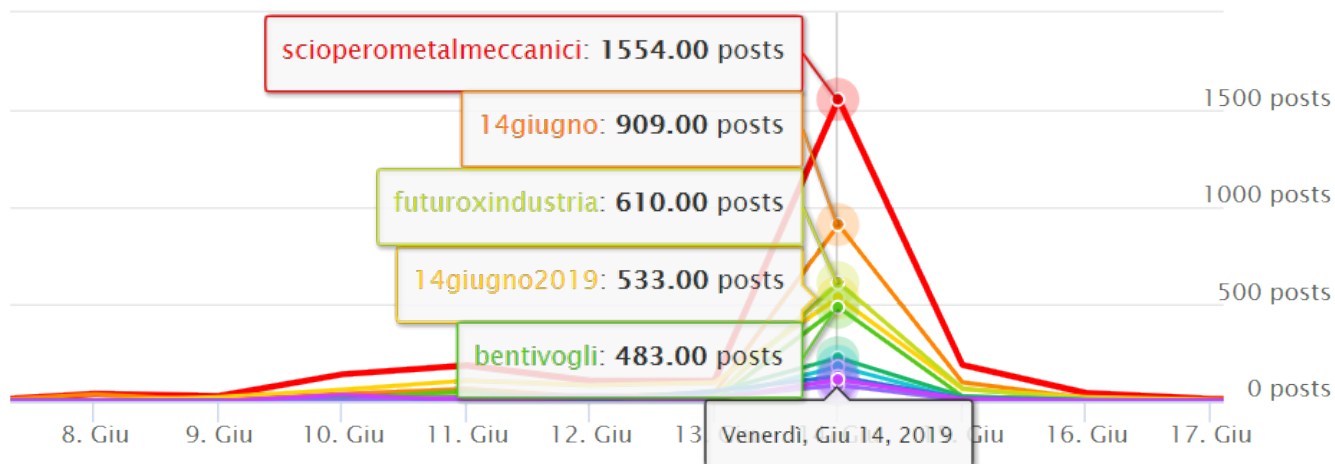 scioperometalmeccanici: 1554.00 posts
1500 posts
14giugno: 909.00 posts
1000 posts
futuroxindustria: 610.00 posts
14giugno2019: 533.00 posts
500 posts
bentivogli: 483.00 posts
0 posts
8. Giu 9. Giu 10. Giu 11. Giu 12. Giu 16. Giu 17. Giu
Venerdì, Giu 14, 2019